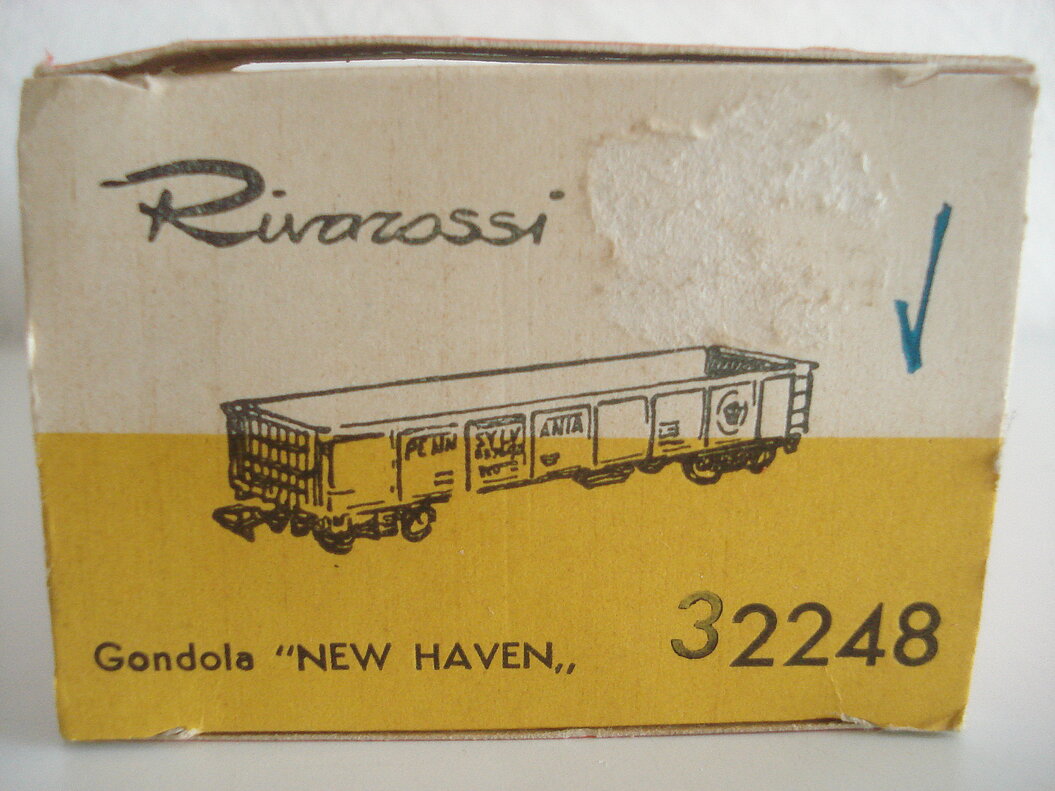 Rivarossi
PENN SYLV ANIA
Gondola “NEW HAVEN„
32248